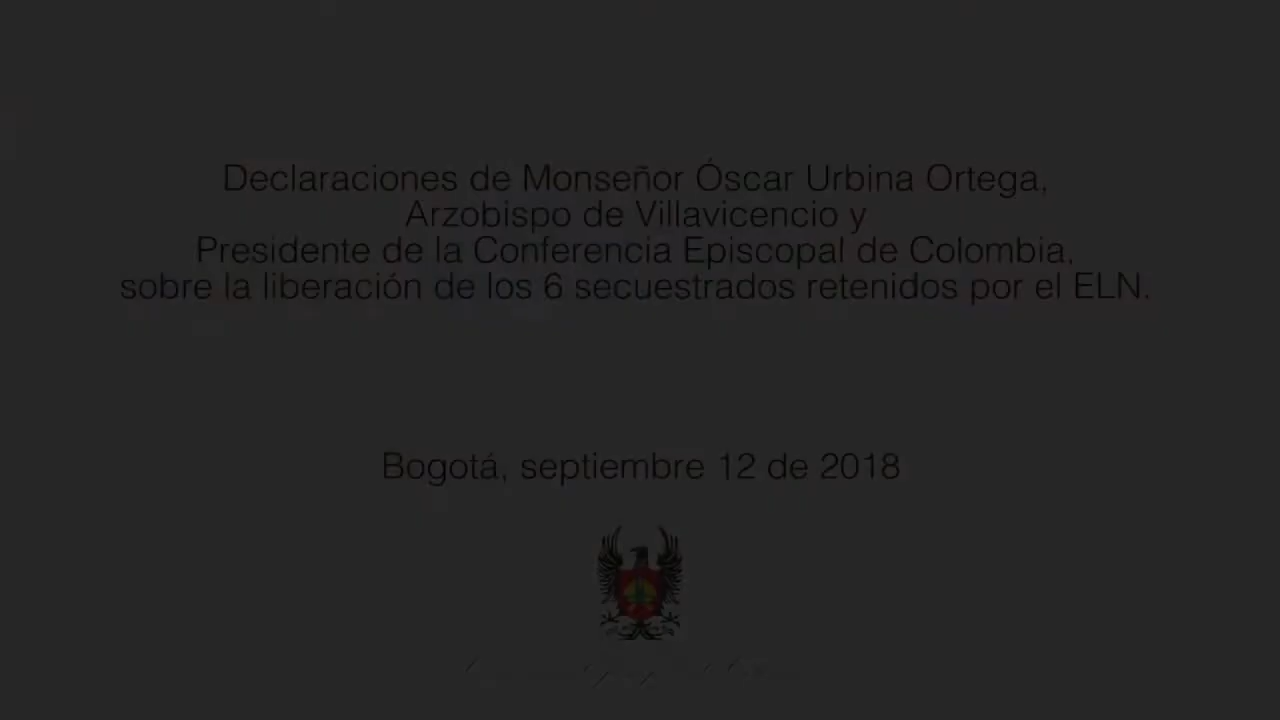 Declaraciones de Monseñor Óscar Urbina Ortega,
Arzobispo de Villavicencio y
Presidente de la Conferencia Episcopal de Colombia,
sobre la liberación de los 6 secuestrados retenidos por el ELN.
Bogotá, septiembre 12 de 2018